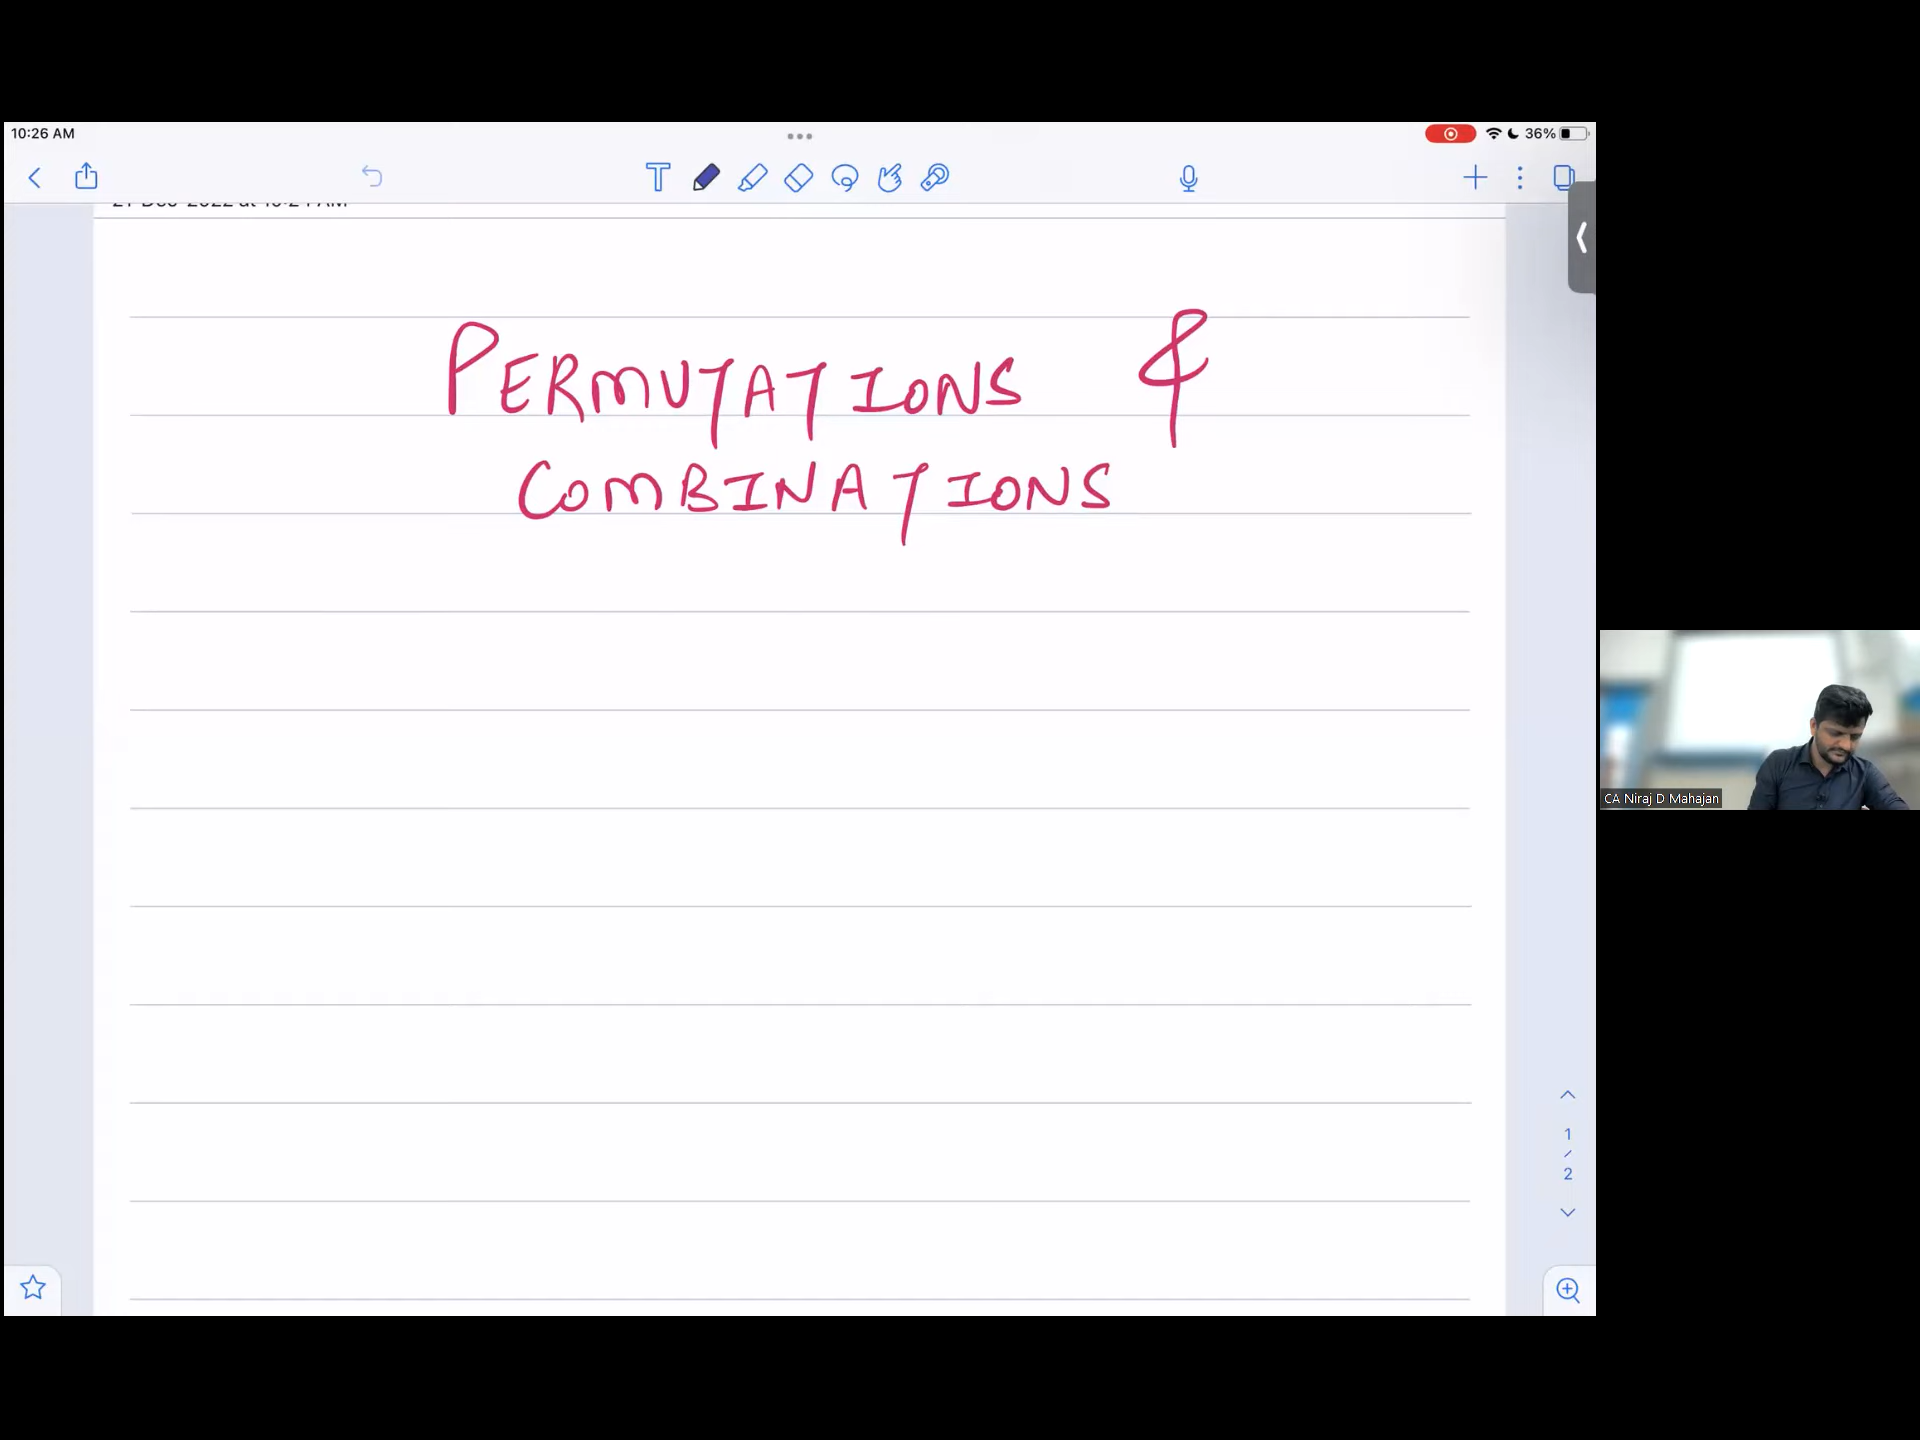 10:26 AM
36%
PERMUTATIONS &
COMBINATIONS
CA Niraj D Mahajan
1
/
2